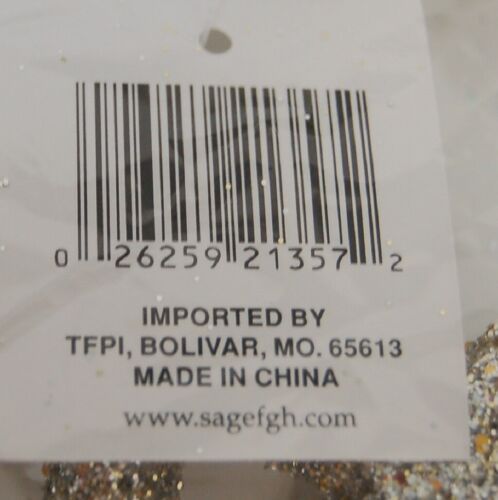 0 26259 21357 2
IMPORTED BY
TFPI, BOLIVAR, MO. 65613
MADE IN CHINA
www.sagefgh.com